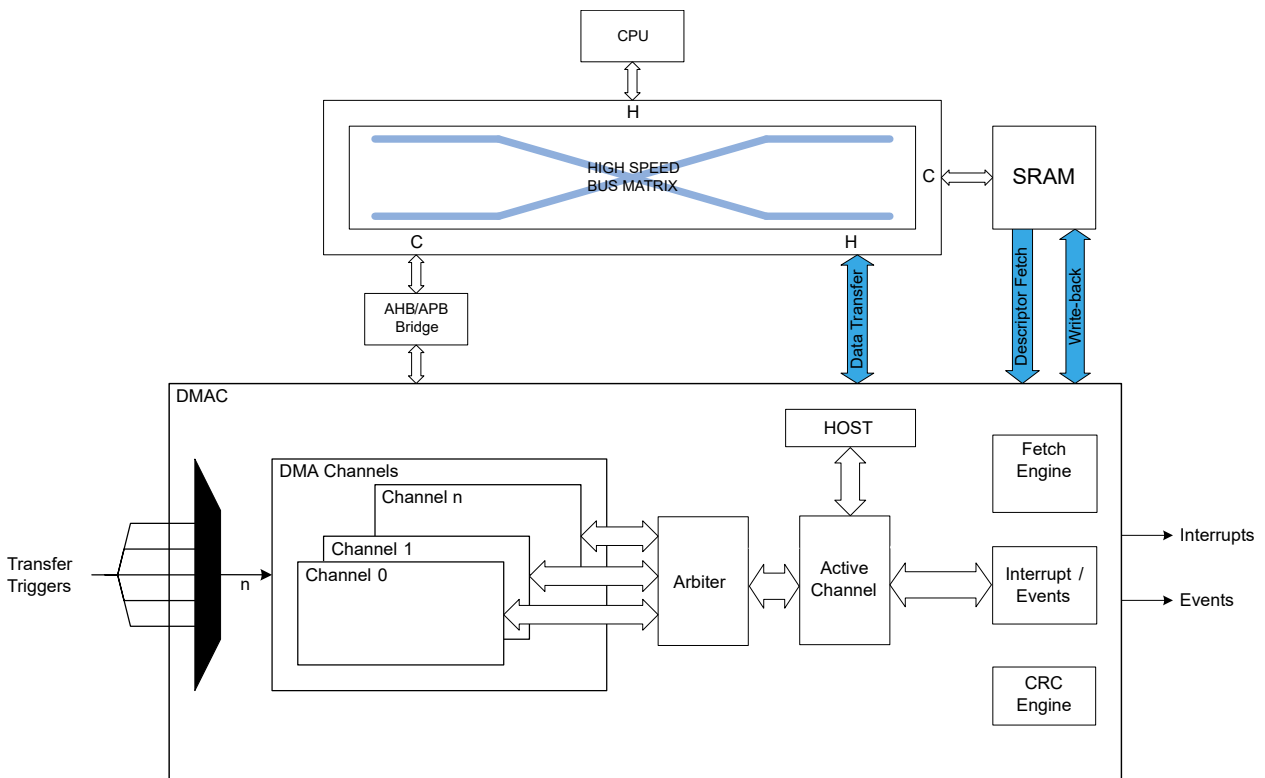 CPU
H
HIGH SPEED
BUS MATRIX
C
SRAM
C
H
AHB/APB
Bridge
Data Transfer
Descriptor Fetch
Write-back
DMAC
HOST
Fetch
Engine
DMA Channels
Channel n
Channel 1
Channel 0
Transfer
Triggers
n
Arbiter
Active
Channel
Interrupt /
Events
Interrupts
Events
CRC
Engine